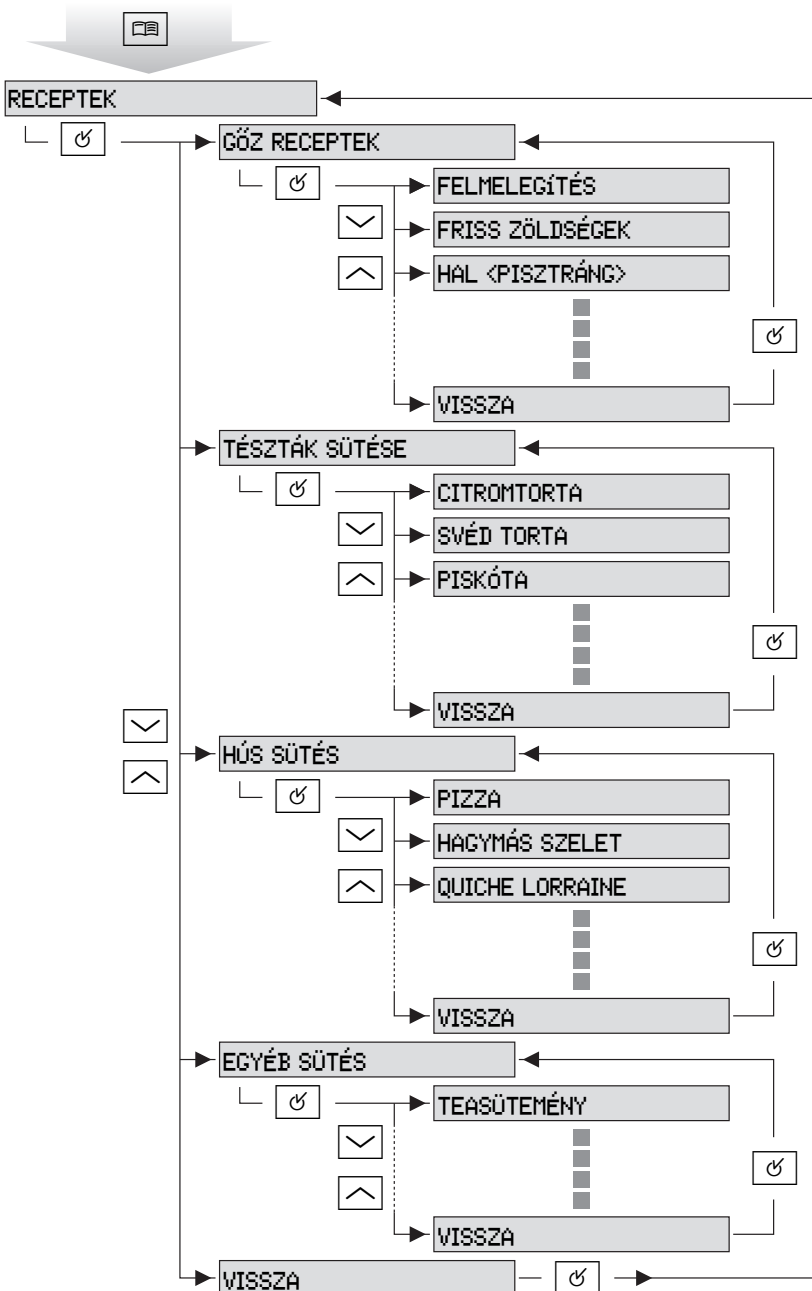 RECEPTEK
GŐZ RECEPTEK
FELMELEGíTÉS
FRISS ZÖLDSÉGEK
HAL <PISZTRÁNG>
VISSZA
TÉSZTÁK SÜTÉSE
CITROMTORTA
SVÉD TORTA
PISKÓTA
VISSZA
HÚS SÜTÉS
PIZZA
HAGYMÁS SZELET
QUICHE LORRAINE
VISSZA
EGYÉB SÜTÉS
TEASÜTEMÉNY
VISSZA
VISSZA